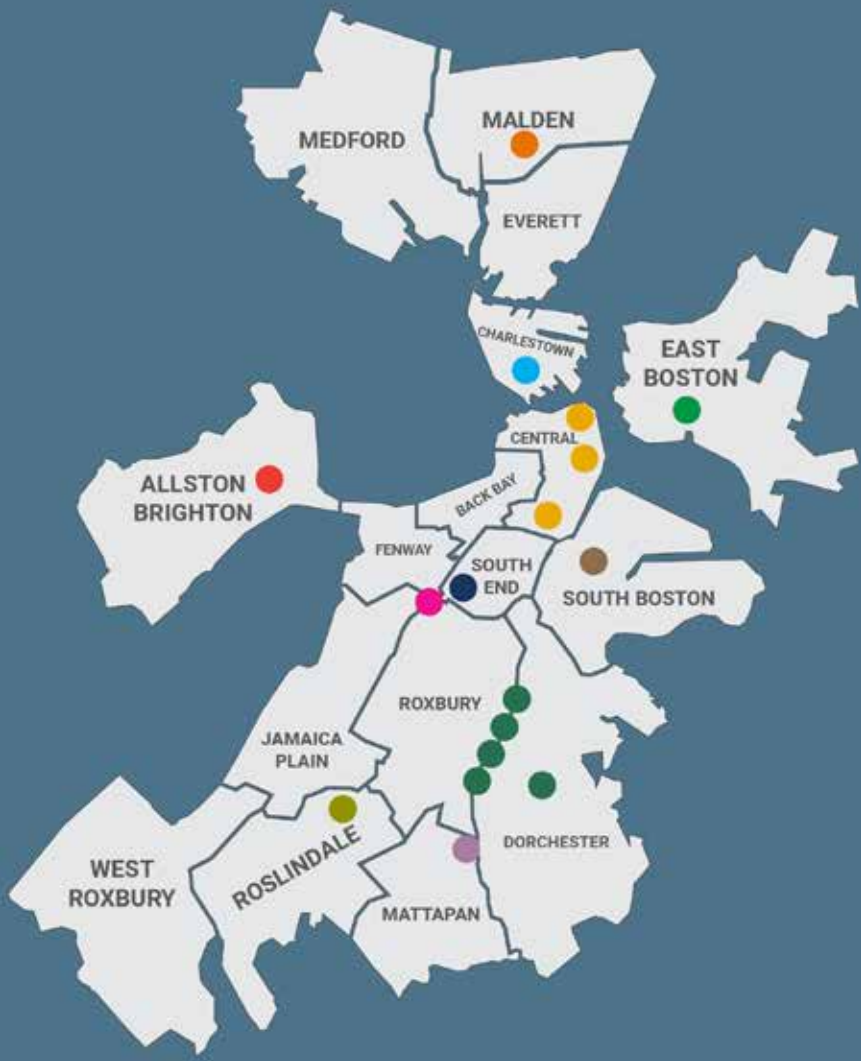 MEDFORD
MALDEN
EVERETT
CHARLESTOWN
EAST
BOSTON
CENTRAL
ALLSTON
BRIGHTON
BACK BAY
FENWAY
SOUTH
END
SOUTH BOSTON
ROXBURY
JAMAICA
PLAIN
WEST
ROXBURY
ROSLINDALE
DORCHESTER
MATTAPAN